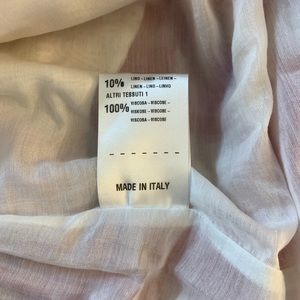 10% LINO - LINEN - LEINEN -
LINEN - LINO - LINHO
ALTRI TESSUTI 1
100% VISCOSA - VISCOSE -
VISKOSE - VISCOSE -
VISCOSA - VISCOSE
MADE IN ITALY